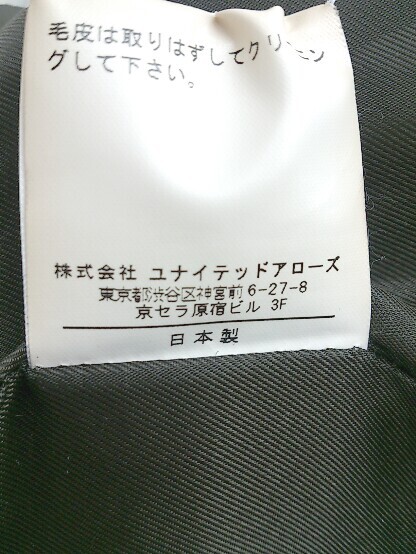 毛皮は取りはずしてクリーニン
グして下さい。
株式会社 ユナイテッドアローズ
東京都渋谷区神宮前 6-27-8
京セラ原宿ビル 3F
日本製